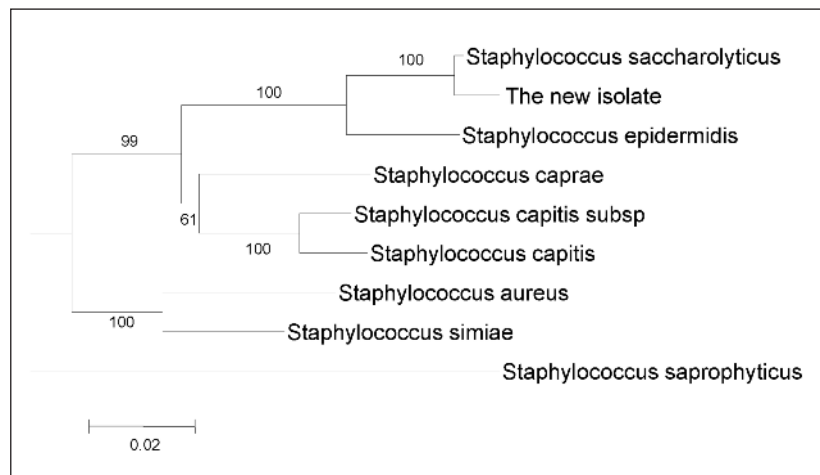 100
Staphylococcus saccharolyticus
The new isolate
100
Staphylococcus epidermidis
99
Staphylococcus caprae
61
Staphylococcus capitis subsp
100
Staphylococcus capitis
Staphylococcus aureus
100
Staphylococcus simiae
Staphylococcus saprophyticus
0.02